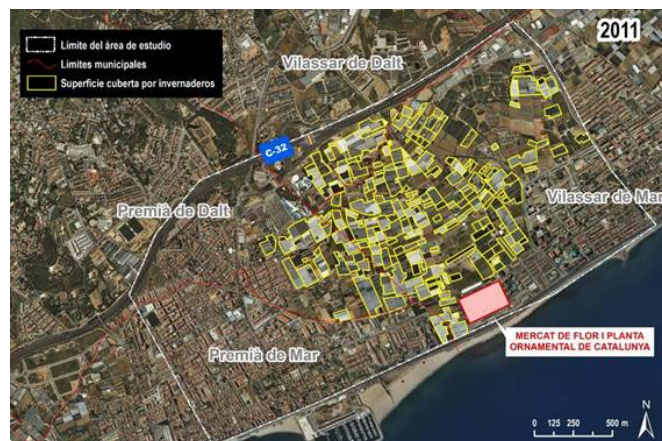 2011
Límite del área de estudio
Límites municipales
Superficie cuberta por invernaderos
Vilassar de Dalt
C-32
Premià de Dalt
Vilassar de Mar
MERCAT DE FLOR I PLANTA
ORNAMENTAL DE CATALUNYA
Premià de Mar
N
0 125 250 500 m